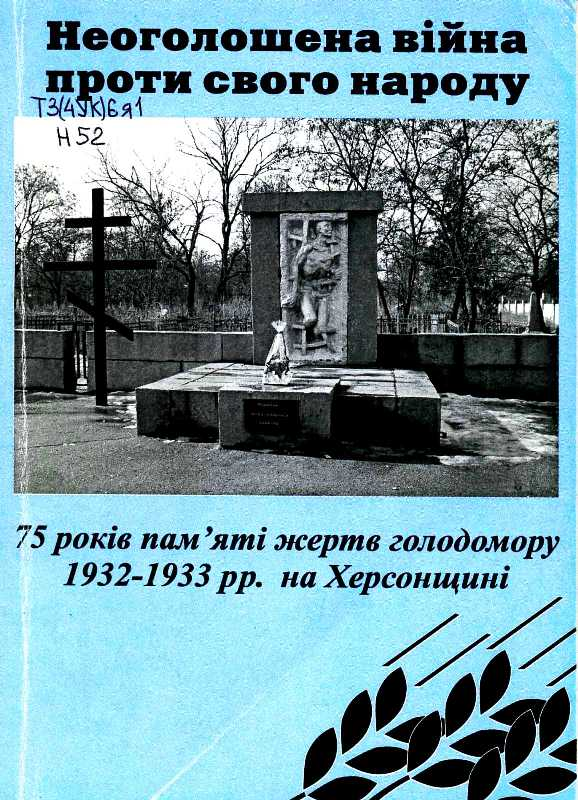 Неоголошена війна
проти свого народу
Т3(4УК)6я1
Н52
75 років пам’яті жертв голодомору
1932-1933 рр. на Херсонщині